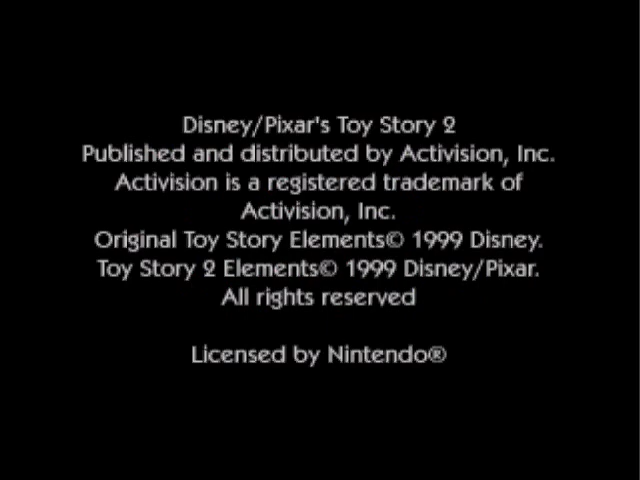 Disney/Pixar's Toy Story 2
Published and distributed by Activision, Inc.
Activision is a registered trademark of
Activision, Inc.
Original Toy Story Elements© 1999 Disney.
Toy Story 2 Elements© 1999 Disney/Pixar.
All rights reserved
Licensed by Nintendo®